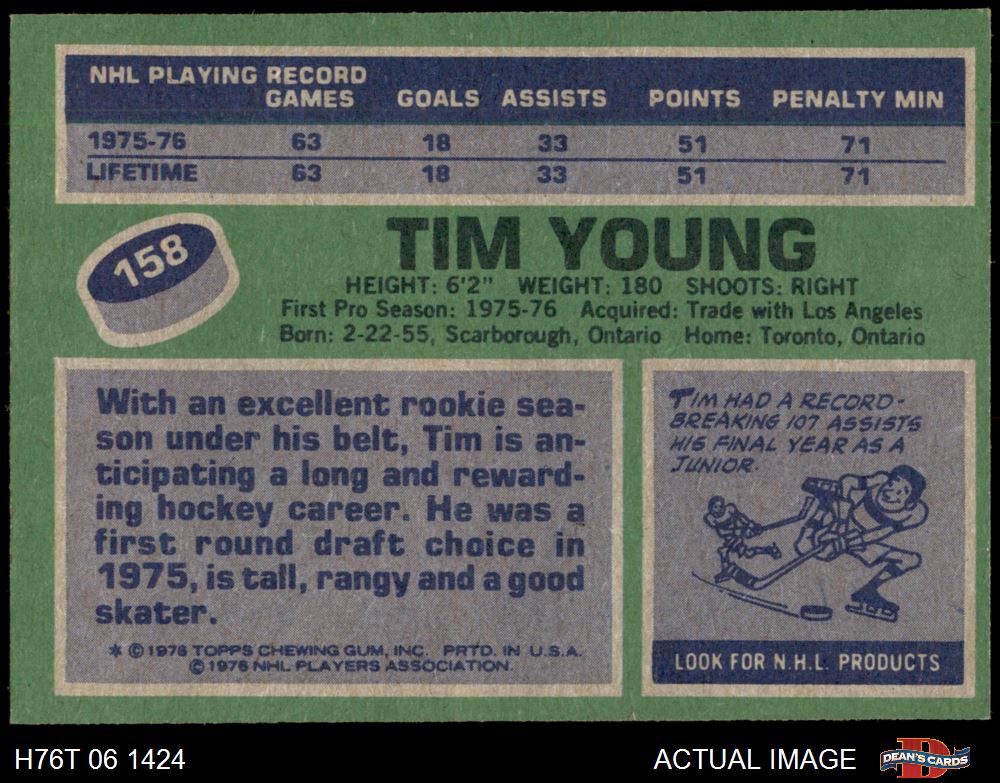 NHL PLAYING RECORD
GAMES GOALS ASSISTS POINTS PENALTY MIN
1975-76 63 18 33 51 71
LIFETIME 63 18 33 51 71
158
TIM YOUNG
HEIGHT: 6'2" WEIGHT: 180 SHOOTS: RIGHT
First Pro Season: 1975-76 Acquired: Trade with Los Angeles
Born: 2-22-55, Scarborough, Ontario Home: Toronto, Ontario
With an excellent rookie sea-
son under his belt, Tim is an-
ticipating a long and reward-
ing hockey career. He was a
first round draft choice in
1975, is tall, rangy and a good
skater.
* © 1976 TOPPS CHEWING GUM, INC. PRTD. IN U.S.A.
© 1976 NHL PLAYERS ASSOCIATION.
TIM HAD A RECORD-
BREAKING 107 ASSISTS
HIS FINAL YEAR AS A
JUNIOR.
LOOK FOR N.H.L. PRODUCTS
H76T 06 1424
ACTUAL IMAGE
D
DEAN'S CARDS